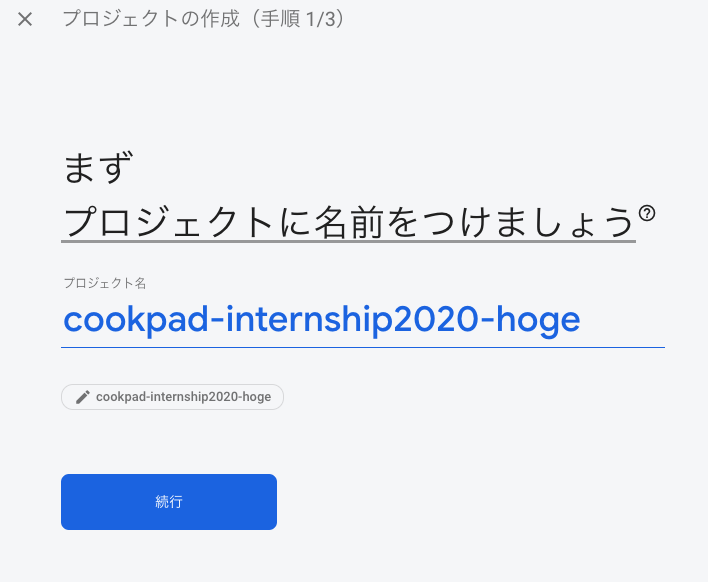 プロジェクトの作成（手順 1/3）
まず
プロジェクトに名前をつけましょう?
プロジェクト名
cookpad-internship2020-hoge
cookpad-internship2020-hoge
続行